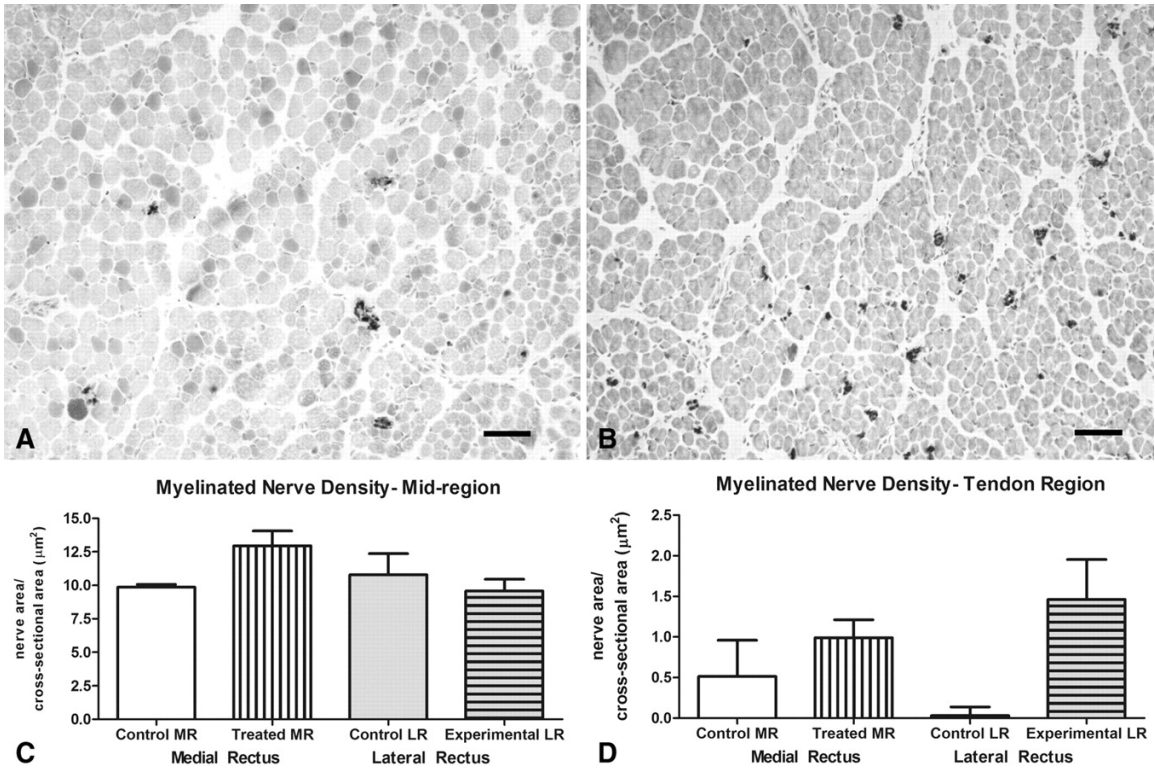 A
B
Myelinated Nerve Density- Mid-region
nerve area/
cross-sectional area (µm²)
15.0
12.5
10.0
7.5
5.0
2.5
0.0
Control MR Treated MR Control LR Experimental LR
Medial Rectus Lateral Rectus
C
Myelinated Nerve Density- Tendon Region
nerve area/
cross-sectional area (µm²)
2.5
2.0
1.5
1.0
0.5
0.0
Control MR Treated MR Control LR Experimental LR
Medial Rectus Lateral Rectus
D